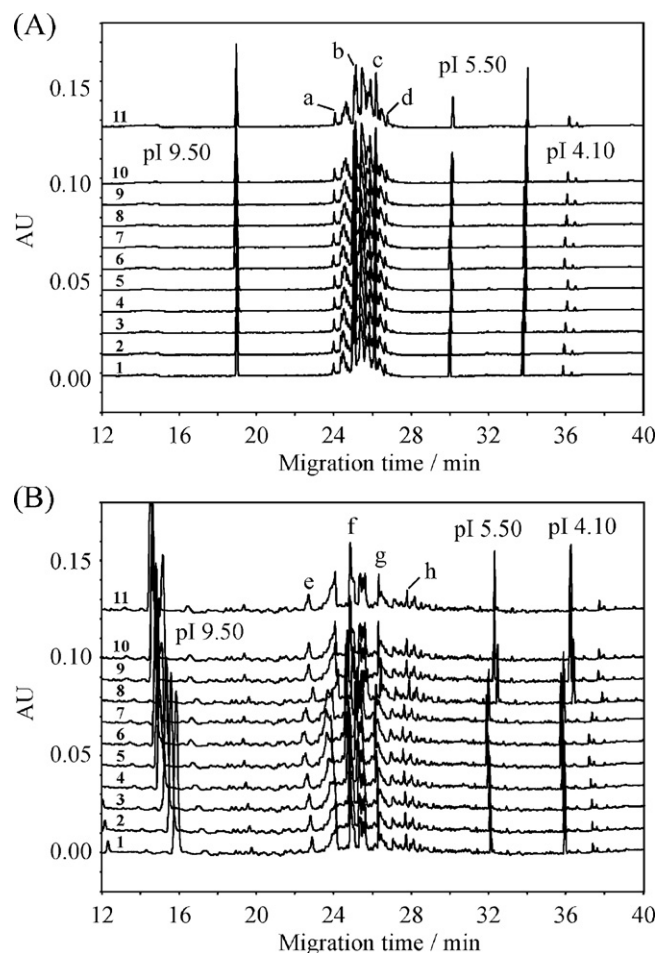 (A)
b
c
0.15
a
d
pI 5.50
11
pI 9.50
pI 4.10
0.10
10
9
8
7
6
0.05
5
4
3
2
0.00
1
AU
12 16 20 24 28 32 36 40
Migration time / min
(B)
f
pI 5.50 pI 4.10
0.15
g
e
h
11
pI 9.50
0.10
10
9
8
7
0.05
6
5
4
3
2
0.00
1
AU
12 16 20 24 28 32 36 40
Migration time / min